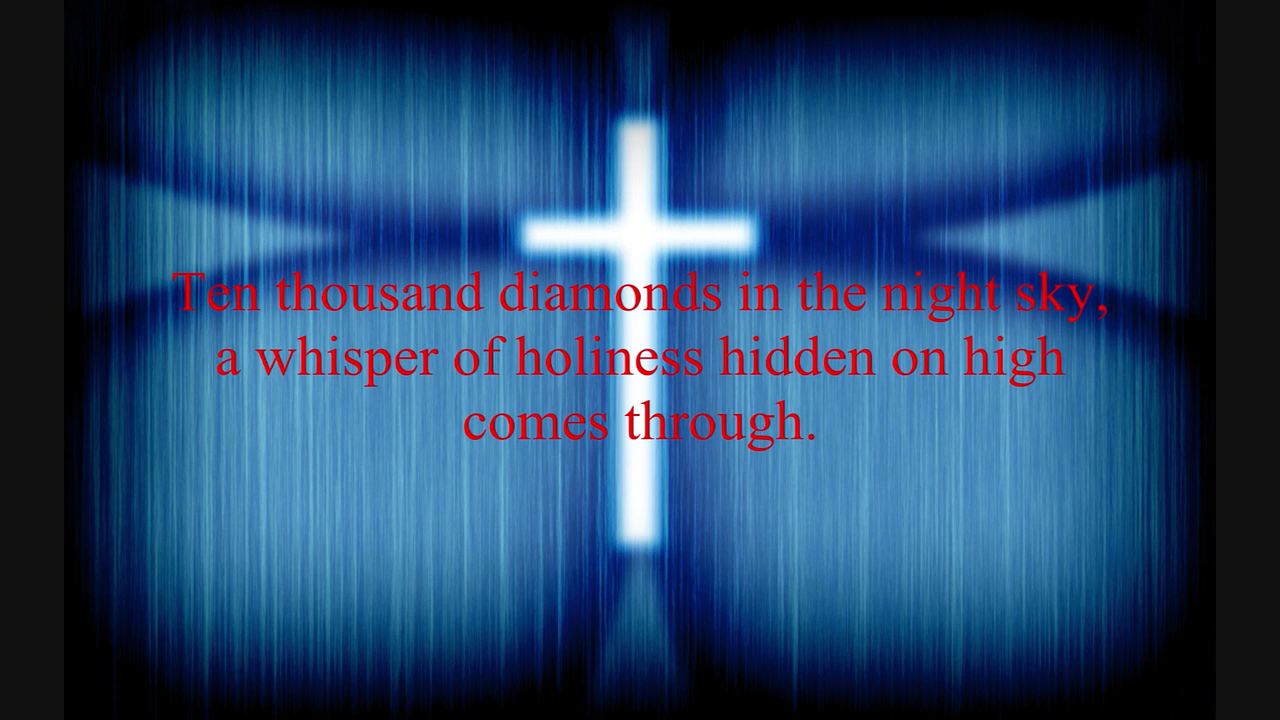 Ten thousand diamonds in the night sky,
a whisper of holiness hidden on high
comes through.